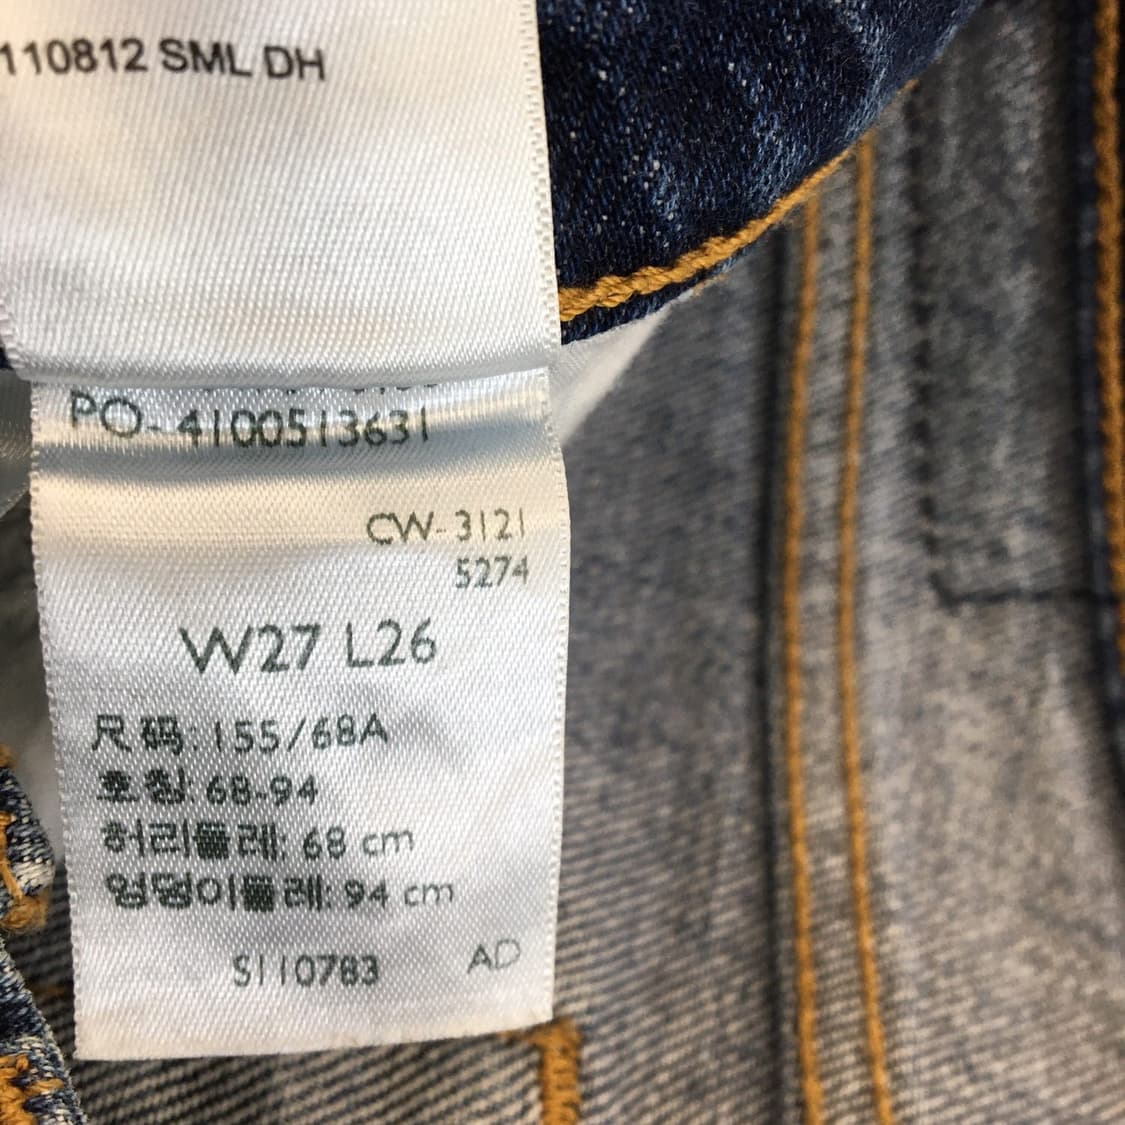 110812 SML DH
PO-4100513631
CW-3121
5274
W27 L26
尺码: 155/68A
호칭: 68-94
허리둘레: 68 cm
엉덩이둘레: 94 cm
S110783
AD